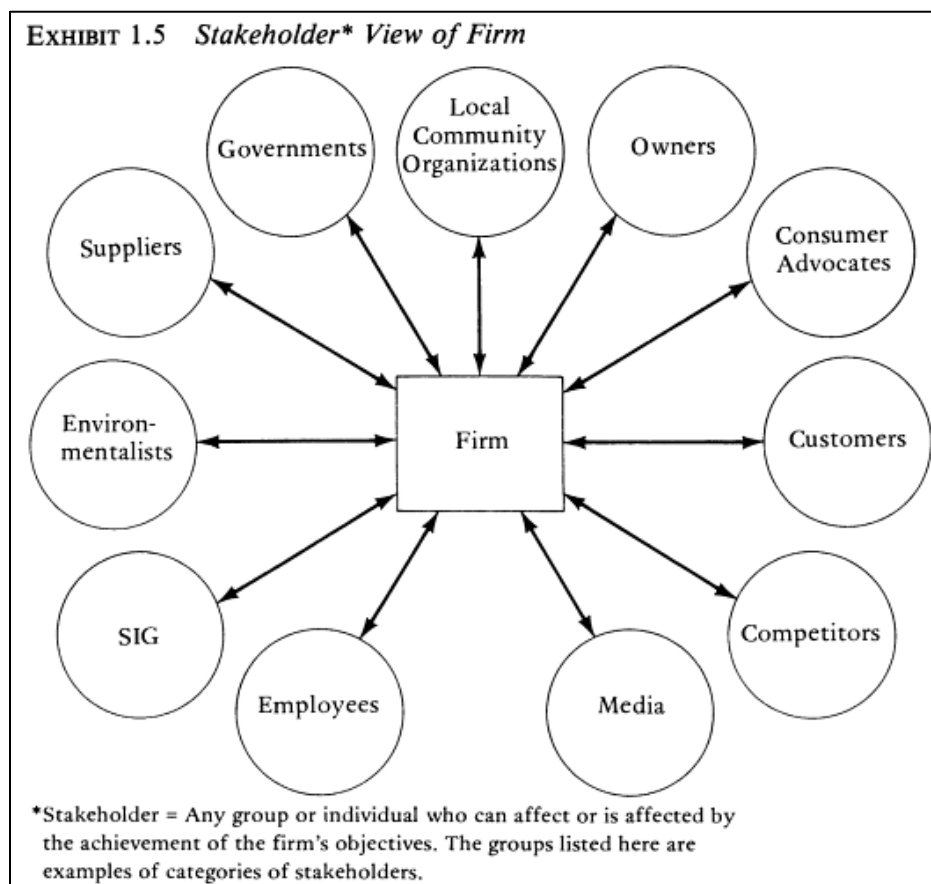 EXHIBIT 1.5 Stakeholder* View of Firm
Governments
Local
Community
Organizations
Owners
Suppliers
Consumer
Advocates
Environ-
mentalists
Firm
Customers
SIG
Competitors
Employees
Media
*Stakeholder = Any group or individual who can affect or is affected by
the achievement of the firm's objectives. The groups listed here are
examples of categories of stakeholders.